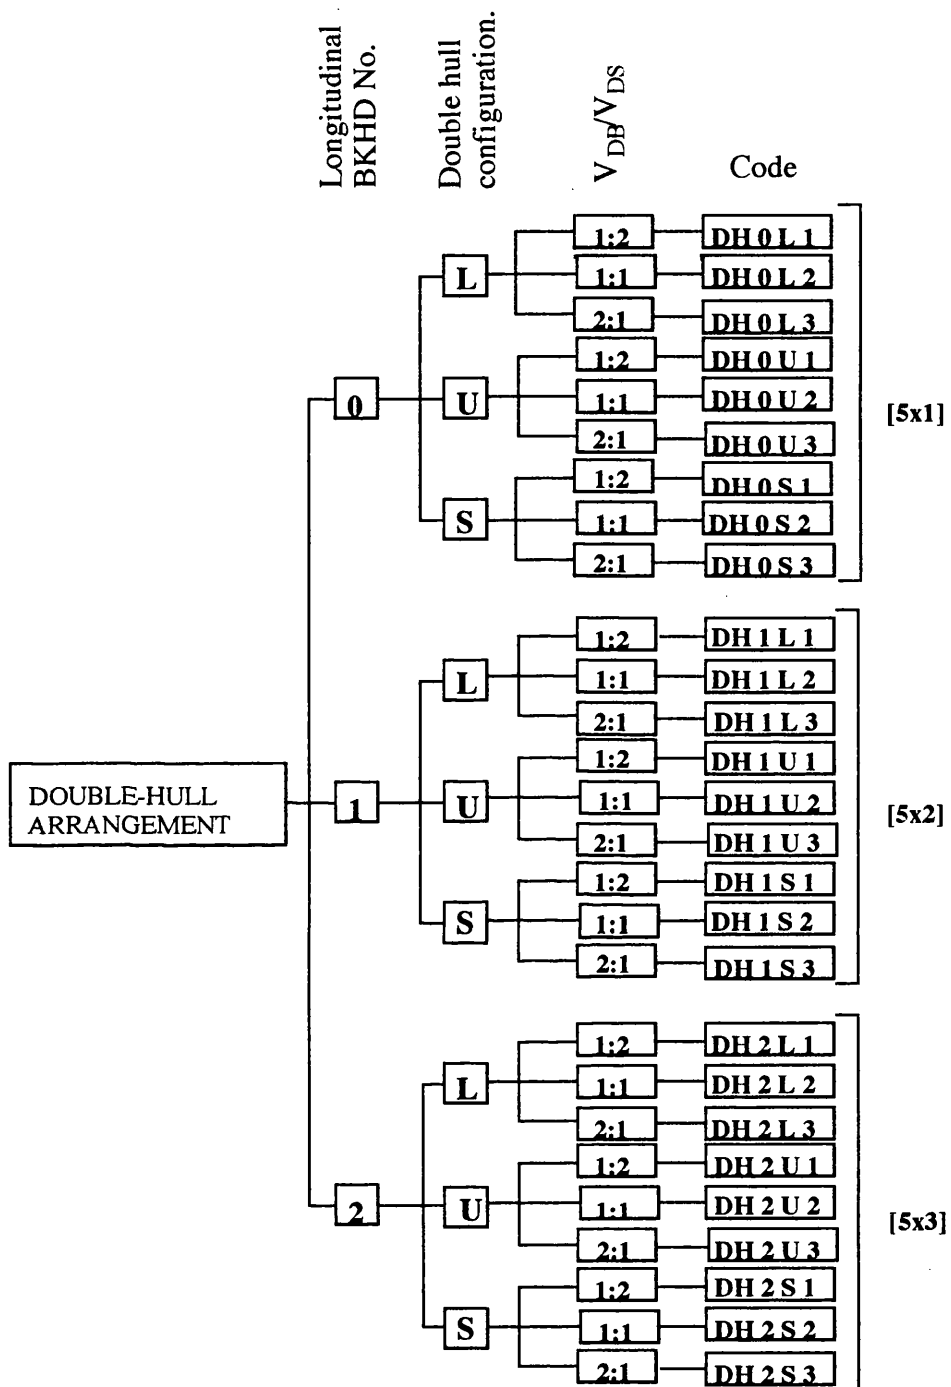 Longitudinal
BKHD No.
Double hull
configuration.
V DB/V DS
Code
1:2 DH 0 L 1
L 1:1 DH 0 L 2
2:1 DH 0 L 3
1:2 DH 0 U 1
0 U 1:1 DH 0 U 2 [5x1]
2:1 DH 0 U 3
1:2 DH 0 S 1
S 1:1 DH 0 S 2
2:1 DH 0 S 3
1:2 DH 1 L 1
L 1:1 DH 1 L 2
2:1 DH 1 L 3
1:2 DH 1 U 1
DOUBLE-HULL
ARRANGEMENT
1 U 1:1 DH 1 U 2 [5x2]
2:1 DH 1 U 3
1:2 DH 1 S 1
S 1:1 DH 1 S 2
2:1 DH 1 S 3
1:2 DH 2 L 1
L 1:1 DH 2 L 2
2:1 DH 2 L 3
1:2 DH 2 U 1
2 U 1:1 DH 2 U 2 [5x3]
2:1 DH 2 U 3
1:2 DH 2 S 1
S 1:1 DH 2 S 2
2:1 DH 2 S 3